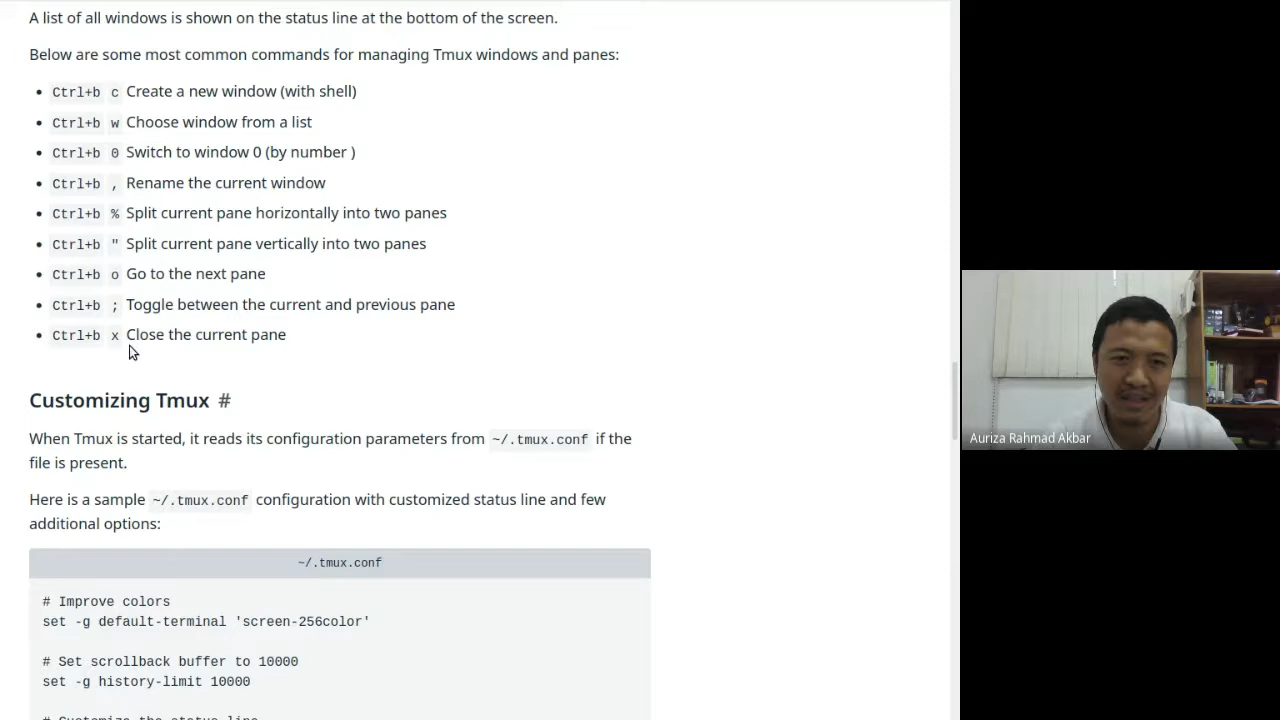 A list of all windows is shown on the status line at the bottom of the screen.
Below are some most common commands for managing Tmux windows and panes:
• Ctrl+b c Create a new window (with shell)
• Ctrl+b w Choose window from a list
• Ctrl+b 0 Switch to window 0 (by number )
• Ctrl+b , Rename the current window
• Ctrl+b % Split current pane horizontally into two panes
• Ctrl+b " Split current pane vertically into two panes
• Ctrl+b o Go to the next pane
• Ctrl+b ; Toggle between the current and previous pane
• Ctrl+b x Close the current pane
Customizing Tmux #
When Tmux is started, it reads its configuration parameters from ~/.tmux.conf if the
file is present.
Here is a sample ~/.tmux.conf configuration with customized status line and few
additional options:
~/.tmux.conf
# Improve colors
set -g default-terminal 'screen-256color'
# Set scrollback buffer to 10000
set -g history-limit 10000
# Customize the status line
Auriza Rahmad Akbar